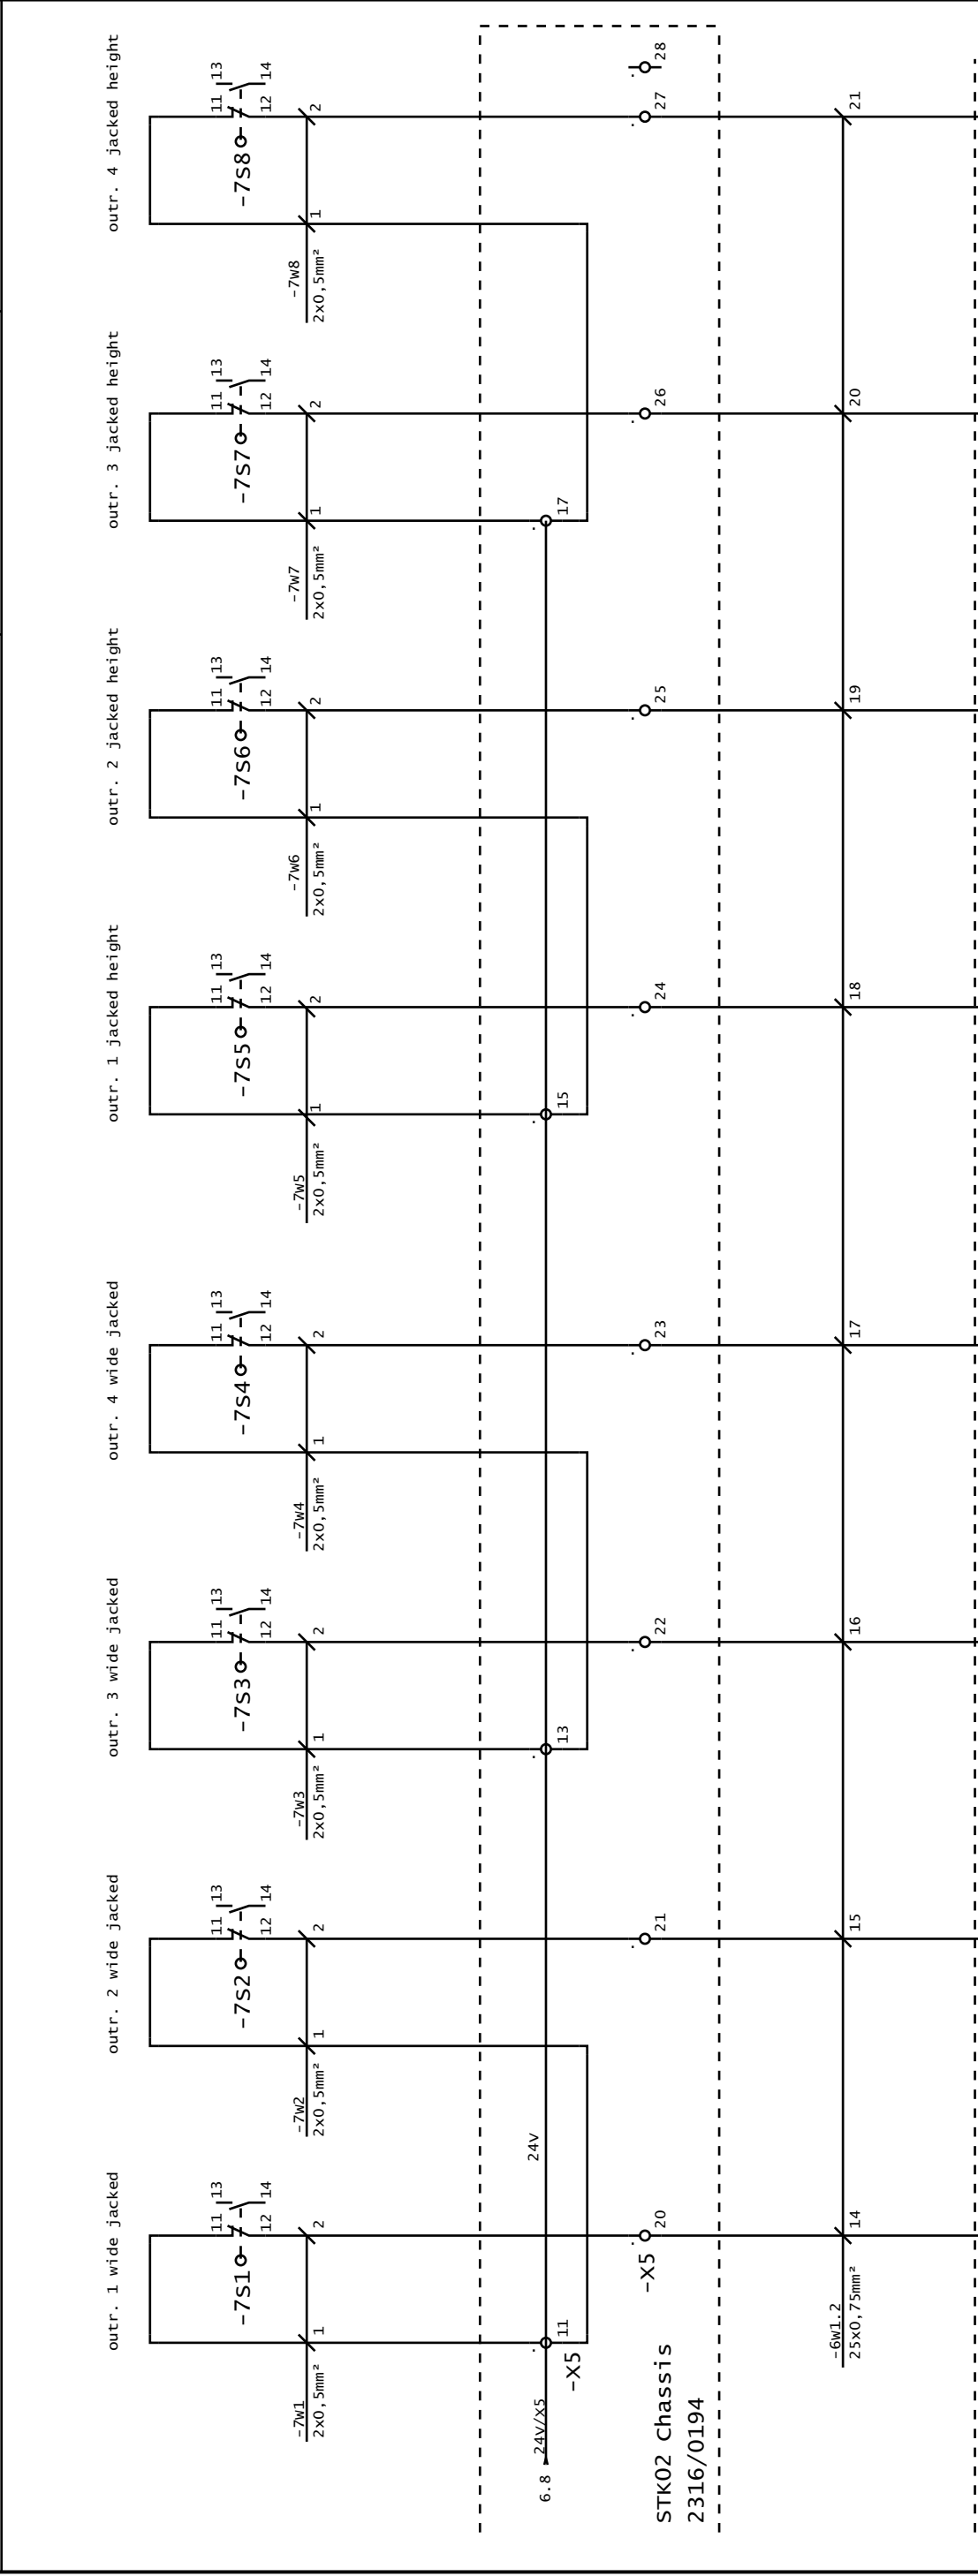 outr. 1 wide jacked
outr. 2 wide jacked
outr. 3 wide jacked
outr. 4 wide jacked
outr. 1 jacked height
outr. 2 jacked height
outr. 3 jacked height
outr. 4 jacked height
11 13
-7S1
12 14
11 13
-7S2
12 14
11 13
-7S3
12 14
11 13
-7S4
12 14
11 13
-7S5
12 14
11 13
-7S6
12 14
11 13
-7S7
12 14
11 13
-7S8
12 14
-7W1
2x0,5mm²
1 2
-7W2
2x0,5mm²
1 2
-7W3
2x0,5mm²
1 2
-7W4
2x0,5mm²
1 2
-7W5
2x0,5mm²
1 2
-7W6
2x0,5mm²
1 2
-7W7
2x0,5mm²
1 2
-7W8
2x0,5mm²
1 2
6.8 24V/X5 24V
-X5 11 13 15 17
-X5 20 21 22 23 24 25 26 27 28
STK02 Chassis
2316/0194
-6W1.2
25x0,75mm²
14 15 16 17 18 19 20 21